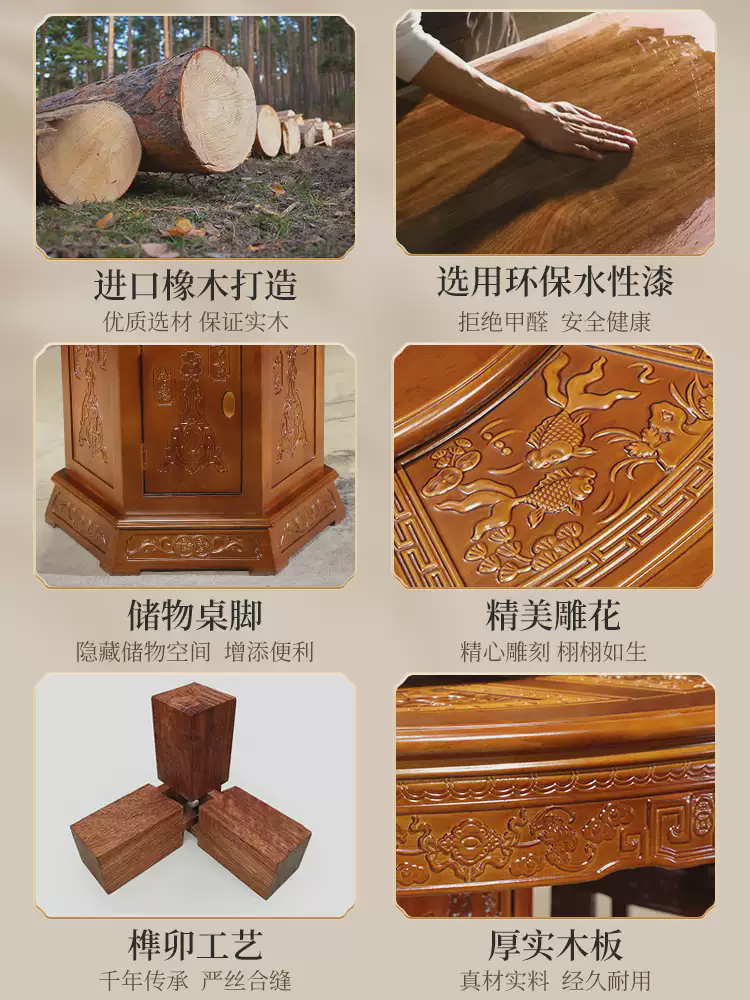 进口橡木打造
优质选材 保证实木
选用环保水性漆
拒绝甲醛 安全健康
储物桌脚
隐藏储物空间 增添便利
精美雕花
精心雕刻 栩栩如生
榫卯工艺
千年传承 严丝合缝
厚实木板
真材实料 经久耐用